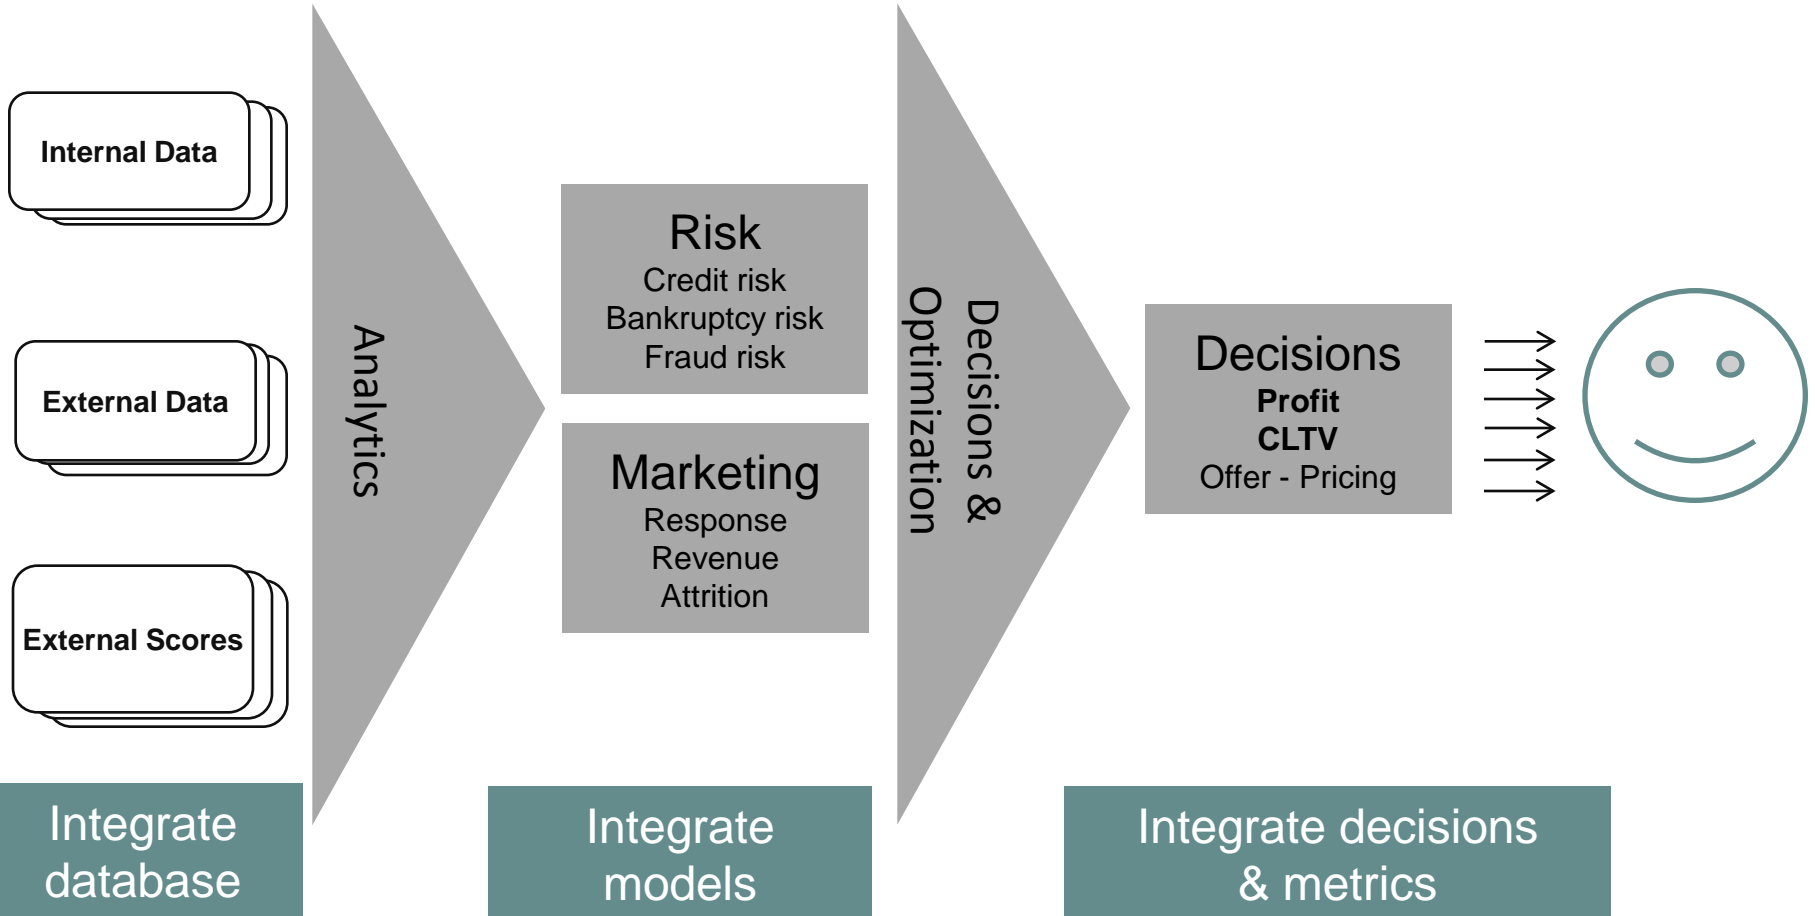 Internal Data
External Data
External Scores
Analytics
Risk
Credit risk
Bankruptcy risk
Fraud risk
Marketing
Response
Revenue
Attrition
Decisions &
Optimization
Decisions
Profit
CLTV
Offer - Pricing
Integrate
database
Integrate
models
Integrate decisions
& metrics